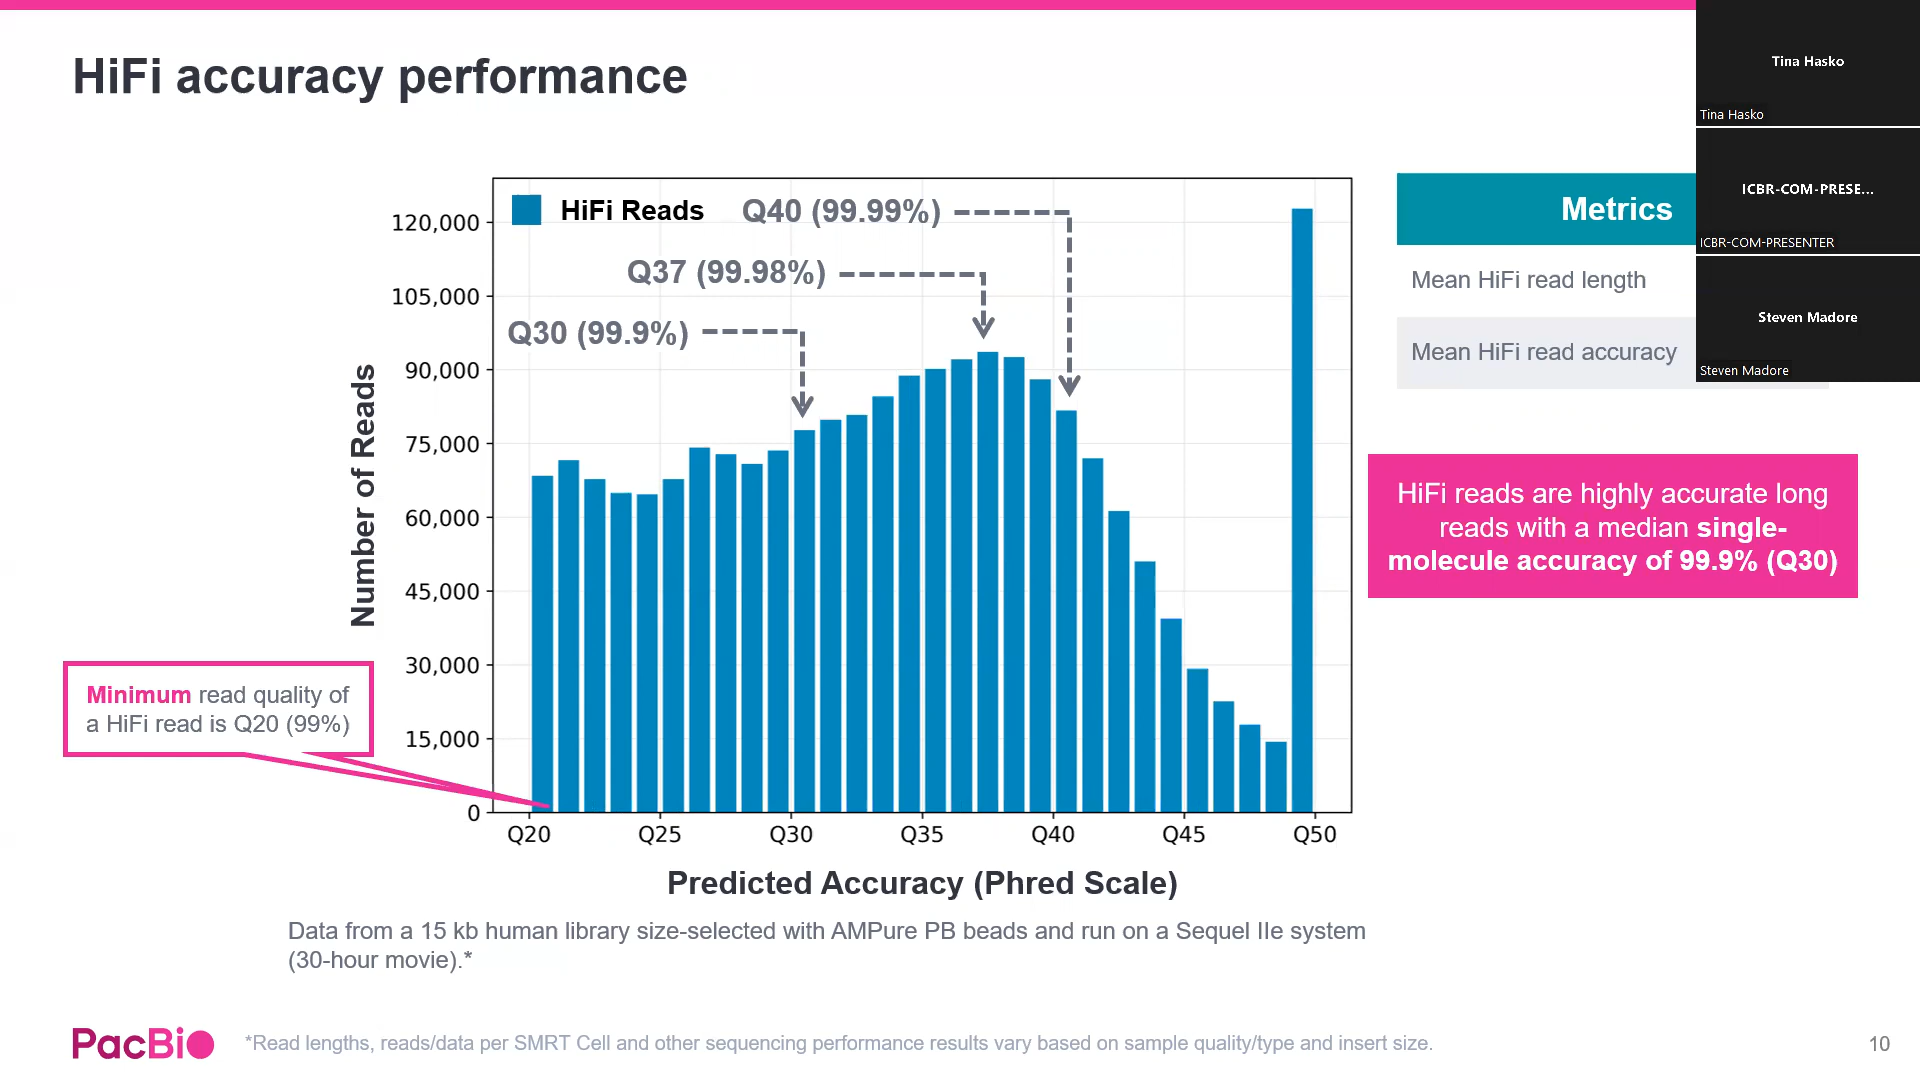 HiFi accuracy performance
HiFi Reads
Q40 (99.99%)
Q37 (99.98%)
Q30 (99.9%)
120,000
105,000
90,000
75,000
60,000
45,000
30,000
15,000
0
Number of Reads
Q20
Q25
Q30
Q35
Q40
Q45
Q50
Predicted Accuracy (Phred Scale)
Minimum read quality of
a HiFi read is Q20 (99%)
Metrics
Mean HiFi read length
Mean HiFi read accuracy
HiFi reads are highly accurate long
reads with a median single-
molecule accuracy of 99.9% (Q30)
Tina Hasko
Tina Hasko
ICBR-COM-PRESE...
ICBR-COM-PRESENTER
Steven Madore
Steven Madore
Data from a 15 kb human library size-selected with AMPure PB beads and run on a Sequel IIe system
(30-hour movie).*
PacBio
*Read lengths, reads/data per SMRT Cell and other sequencing performance results vary based on sample quality/type and insert size.
10